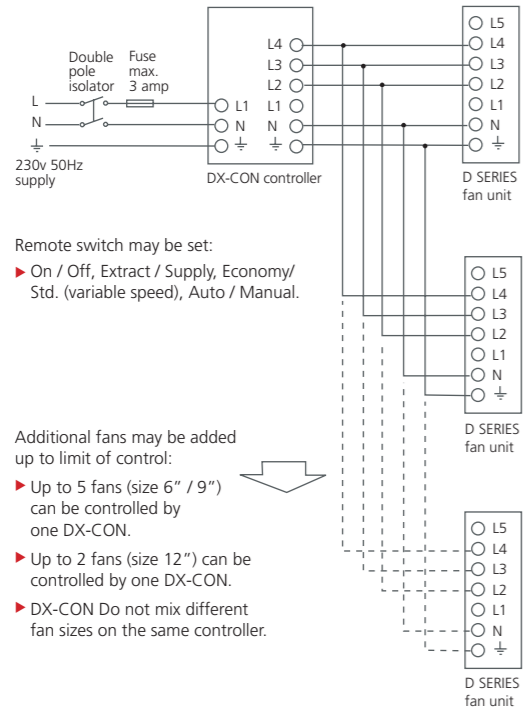 Double
pole
isolator
Fuse
max.
3 amp
L
N
230v 50Hz
supply
L1
N
L4
L3
L2
L1
N
DX-CON controller
L5
L4
L3
L2
L1
N
D SERIES
fan unit
Remote switch may be set:
On / Off, Extract / Supply, Economy/
Std. (variable speed), Auto / Manual.
L5
L4
L3
L2
L1
N
D SERIES
fan unit
Additional fans may be added
up to limit of control:
Up to 5 fans (size 6” / 9”)
can be controlled by
one DX-CON.
Up to 2 fans (size 12”) can be
controlled by one DX-CON.
DX-CON Do not mix different
fan sizes on the same controller.
L5
L4
L3
L2
L1
N
D SERIES
fan unit